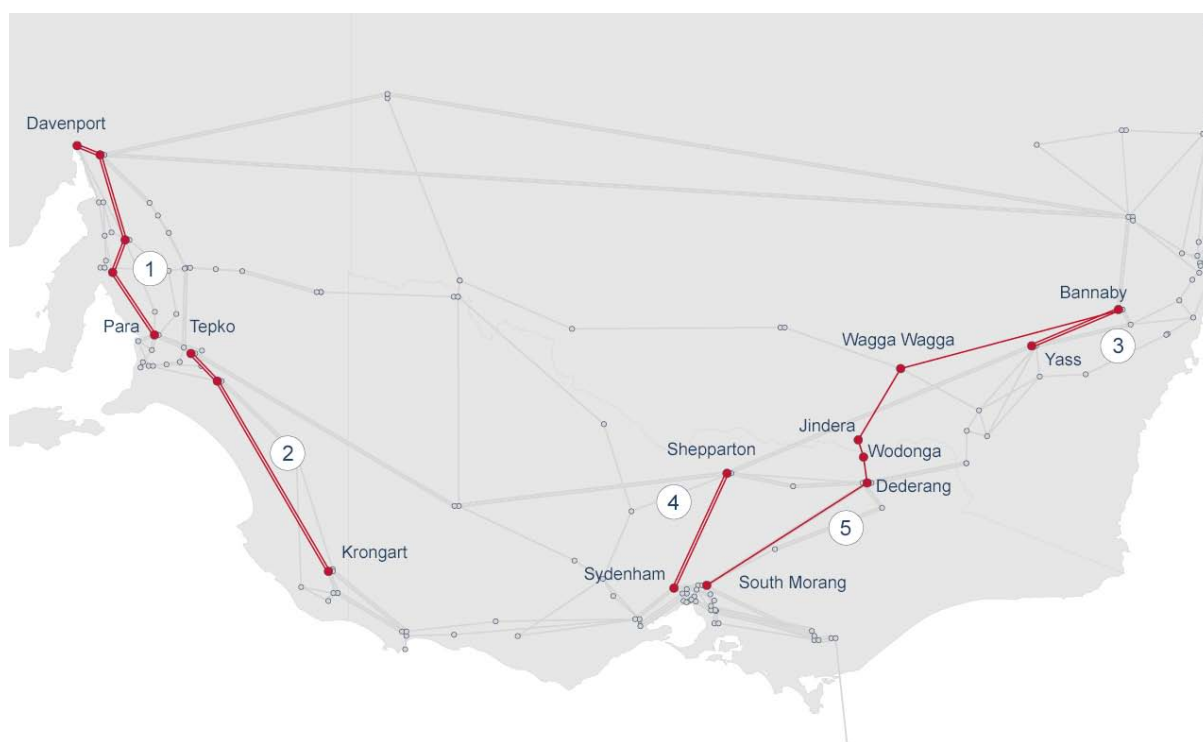 Davenport
1
Para
Tepko
2
Krongart
Bannaby
Wagga Wagga
3
Yass
Jindera
Wodonga
Shepparton
Dederang
4
5
Sydenham
South Morang